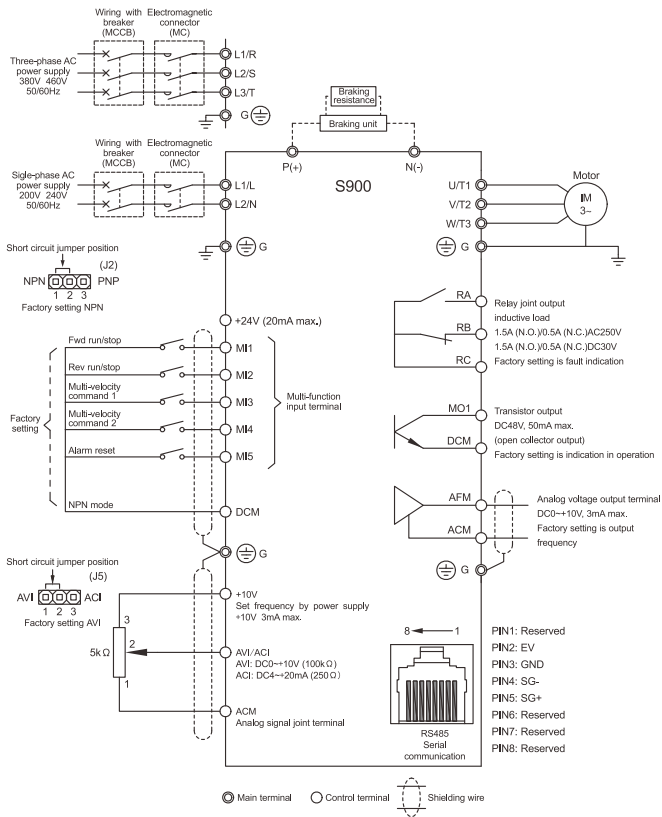 Wiring with
breaker
(MCCB)
Electromagnetic
connector
(MC)
Three-phase AC
power supply
380V 460V
50/60Hz
L1/R
L2/S
L3/T
G
Braking
resistance
Braking unit
P(+)
N(-)
Wiring with
breaker
(MCCB)
Electromagnetic
connector
(MC)
Sigle-phase AC
power supply
200V 240V
50/60Hz
L1/L
L2/N
G
S900
U/T1
V/T2
W/T3
G
Motor
IM
3~
Short circuit jumper position
(J2)
NPN
PNP
1 2 3
Factory setting NPN
+24V (20mA max.)
Fwd run/stop
MI1
Rev run/stop
MI2
Multi-velocity
command 1
MI3
Multi-velocity
command 2
MI4
Alarm reset
MI5
Factory
setting
Multi-function
input terminal
NPN mode
DCM
G
RA
RB
RC
Relay joint output
inductive load
1.5A (N.O.)/0.5A (N.C.)AC250V
1.5A (N.O.)/0.5A (N.C.)DC30V
Factory setting is fault indication
MO1
DCM
Transistor output
DC48V, 50mA max.
(open collector output)
Factory setting is indication in operation
AFM
ACM
Analog voltage output terminal
DC0~+10V, 3mA max.
Factory setting is output
frequency
G
Short circuit jumper position
(J5)
AVI
ACI
1 2 3
Factory setting AVI
+10V
Set frequency by power supply
+10V 3mA max.
3
5kΩ
2
1
AVI/ACI
AVI: DC0~+10V (100kΩ)
ACI: DC4~+20mA (250Ω)
ACM
Analog signal joint terminal
8
1
RS485
Serial
communication
PIN1: Reserved
PIN2: EV
PIN3: GND
PIN4: SG-
PIN5: SG+
PIN6: Reserved
PIN7: Reserved
PIN8: Reserved
Main terminal
Control terminal
Shielding wire